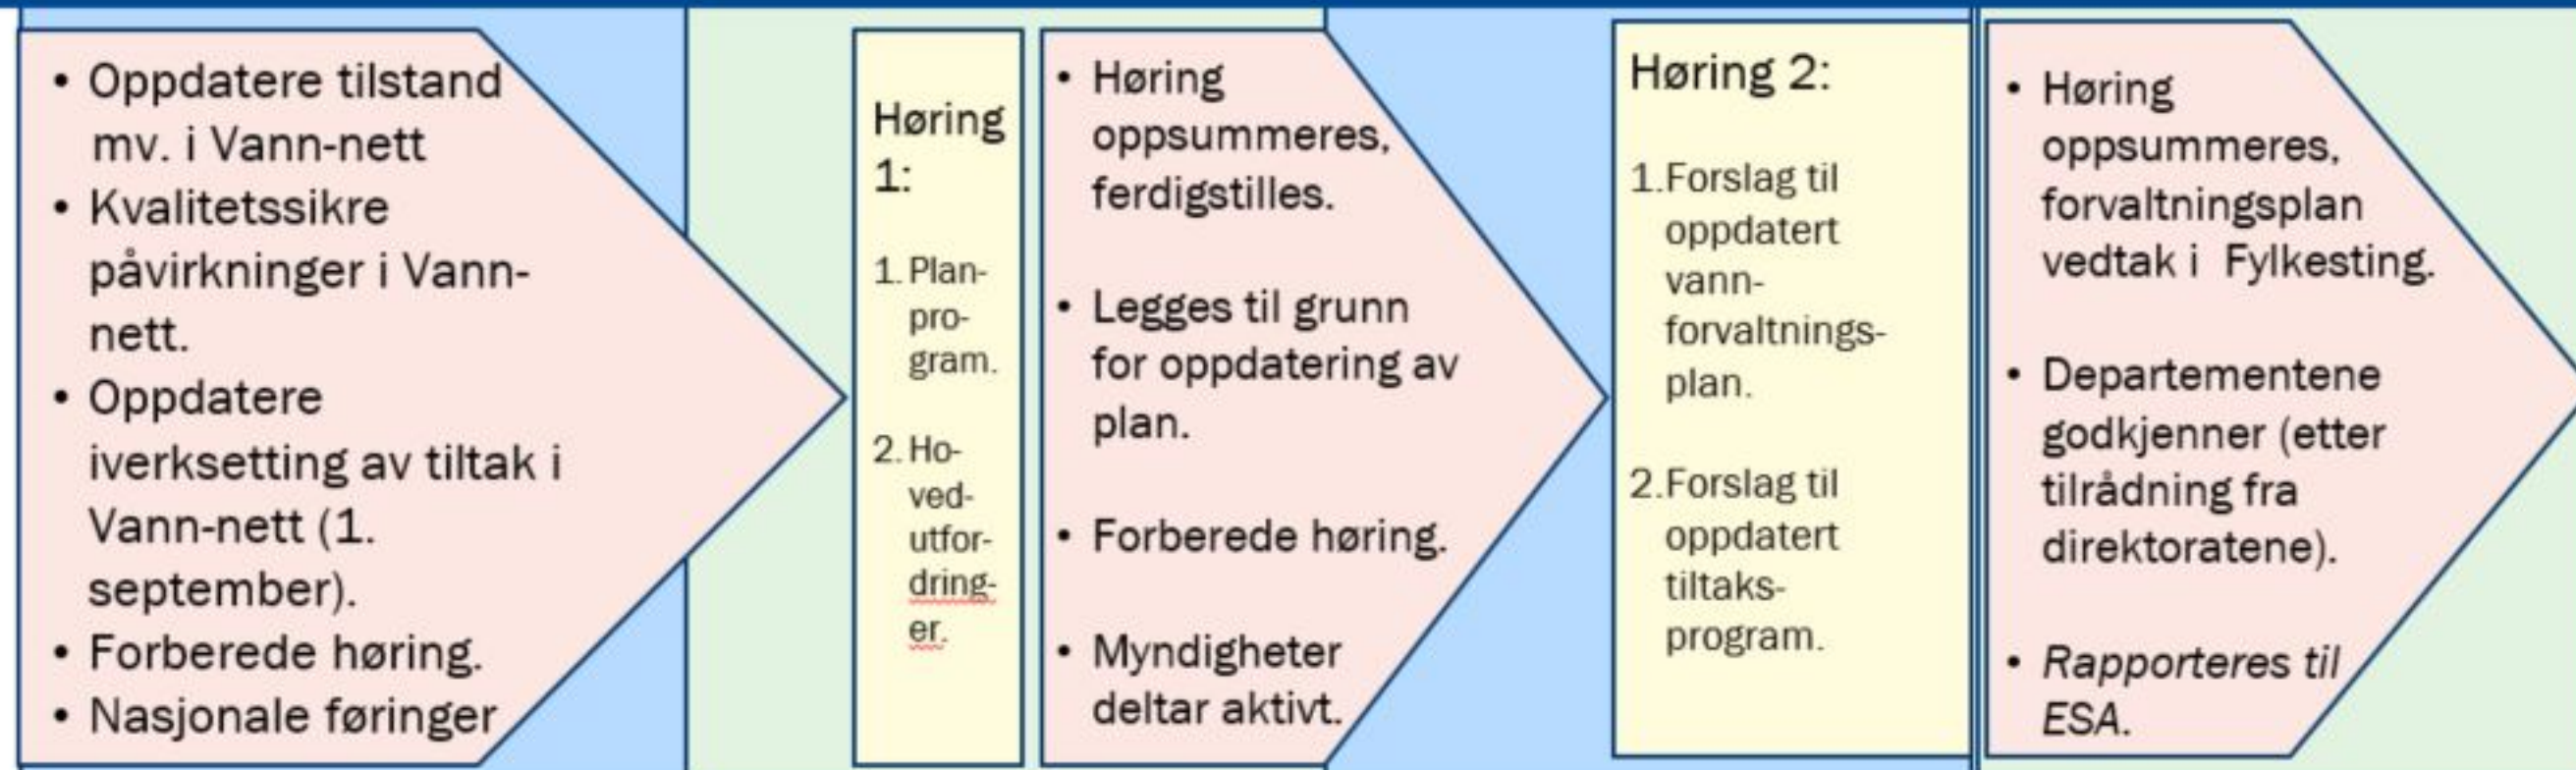 • Oppdatere tilstand
mv. i Vann-nett
• Kvalitetssikre
påvirkninger i Vann-
nett.
• Oppdatere
iverksetting av tiltak i
Vann-nett (1.
september).
• Forberede høring.
• Nasjonale føringer
Høring
1:
1. Plan-
pro-
gram.
2. Ho-
ved-
utfor-
dring-
er.
• Høring
oppsummeres,
ferdigstilles.
• Legges til grunn
for oppdatering av
plan.
• Forberede høring.
• Myndigheter
deltar aktivt.
Høring 2:
1.Forslag til
oppdatert
vann-
forvaltnings-
plan.
2.Forslag til
oppdatert
tiltaks-
program.
• Høring
oppsummeres,
forvaltningsplan
vedtak i  Fylkesting.
• Departementene
godkjenner (etter
tilrådning fra
direktoratene).
• Rapporteres til
ESA.